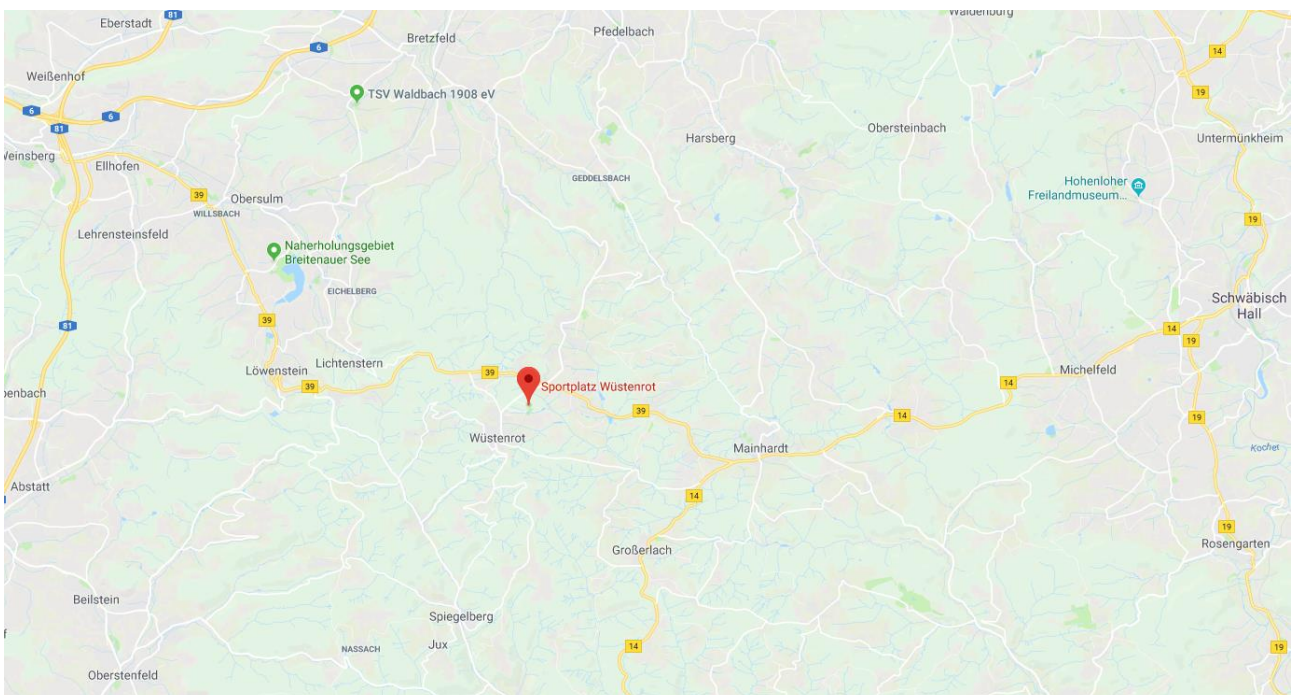 Eberstadt
81
Waldenburg
Bretzfeld
Pfedelbach
6
14
Weißenhof
TSV Waldbach 1908 eV
19
6
6
81
Obersteinbach
Harsberg
Untermünkheim
Weinsberg
Ellhofen
GEDDELSBACH
Hohenloher
Freilandmuseum...
39
Obersulm
WILLSBACH
19
Lehrensteinsfeld
Naherholungsgebiet
Breitenauer See
EICHELBERG
Schwäbisch
Hall
81
39
14
19
Löwenstein
Lichtenstern
39
39
Sportplatz Wüstenrot
14
Michelfeld
penbach
39
14
19
Wüstenrot
Mainhardt
Kocher
Abstatt
14
19
Großerlach
Rosengarten
Beilstein
Spiegelberg
f
NASSACH
Jux
14
19
Oberstenfeld